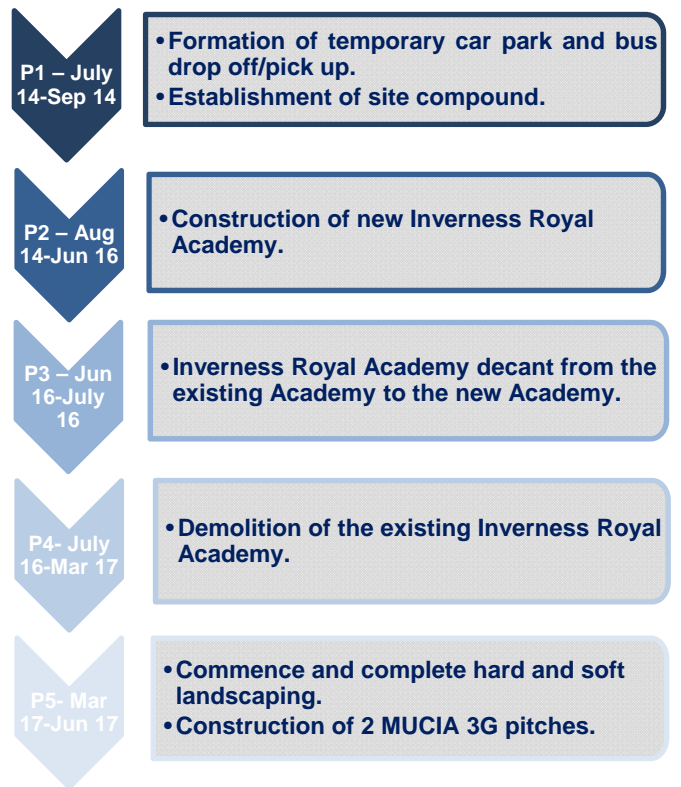 P1 – July
14-Sep 14
•Formation of temporary car park and bus
drop off/pick up.
•Establishment of site compound.
P2 – Aug
14-Jun 16
•Construction of new Inverness Royal
Academy.
P3 – Jun
16-July
16
•Inverness Royal Academy decant from the
existing Academy to the new Academy.
P4- July
16-Mar 17
•Demolition of the existing Inverness Royal
Academy.
P5- Mar
17-Jun 17
•Commence and complete hard and soft
landscaping.
•Construction of 2 MUCIA 3G pitches.